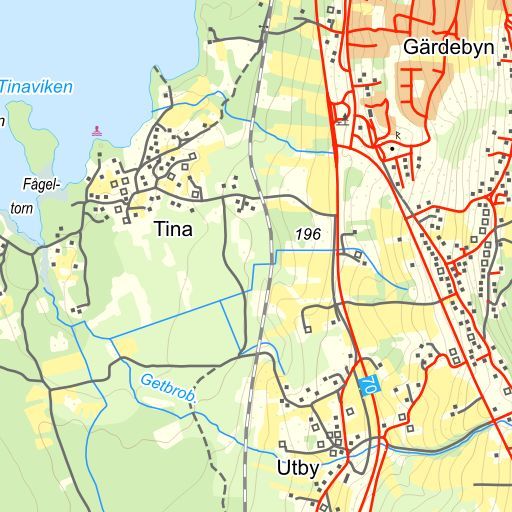 Gärdebyn
Tinaviken
n
Fågel-
torn
Tina
196
Getbrob.
70
Utby